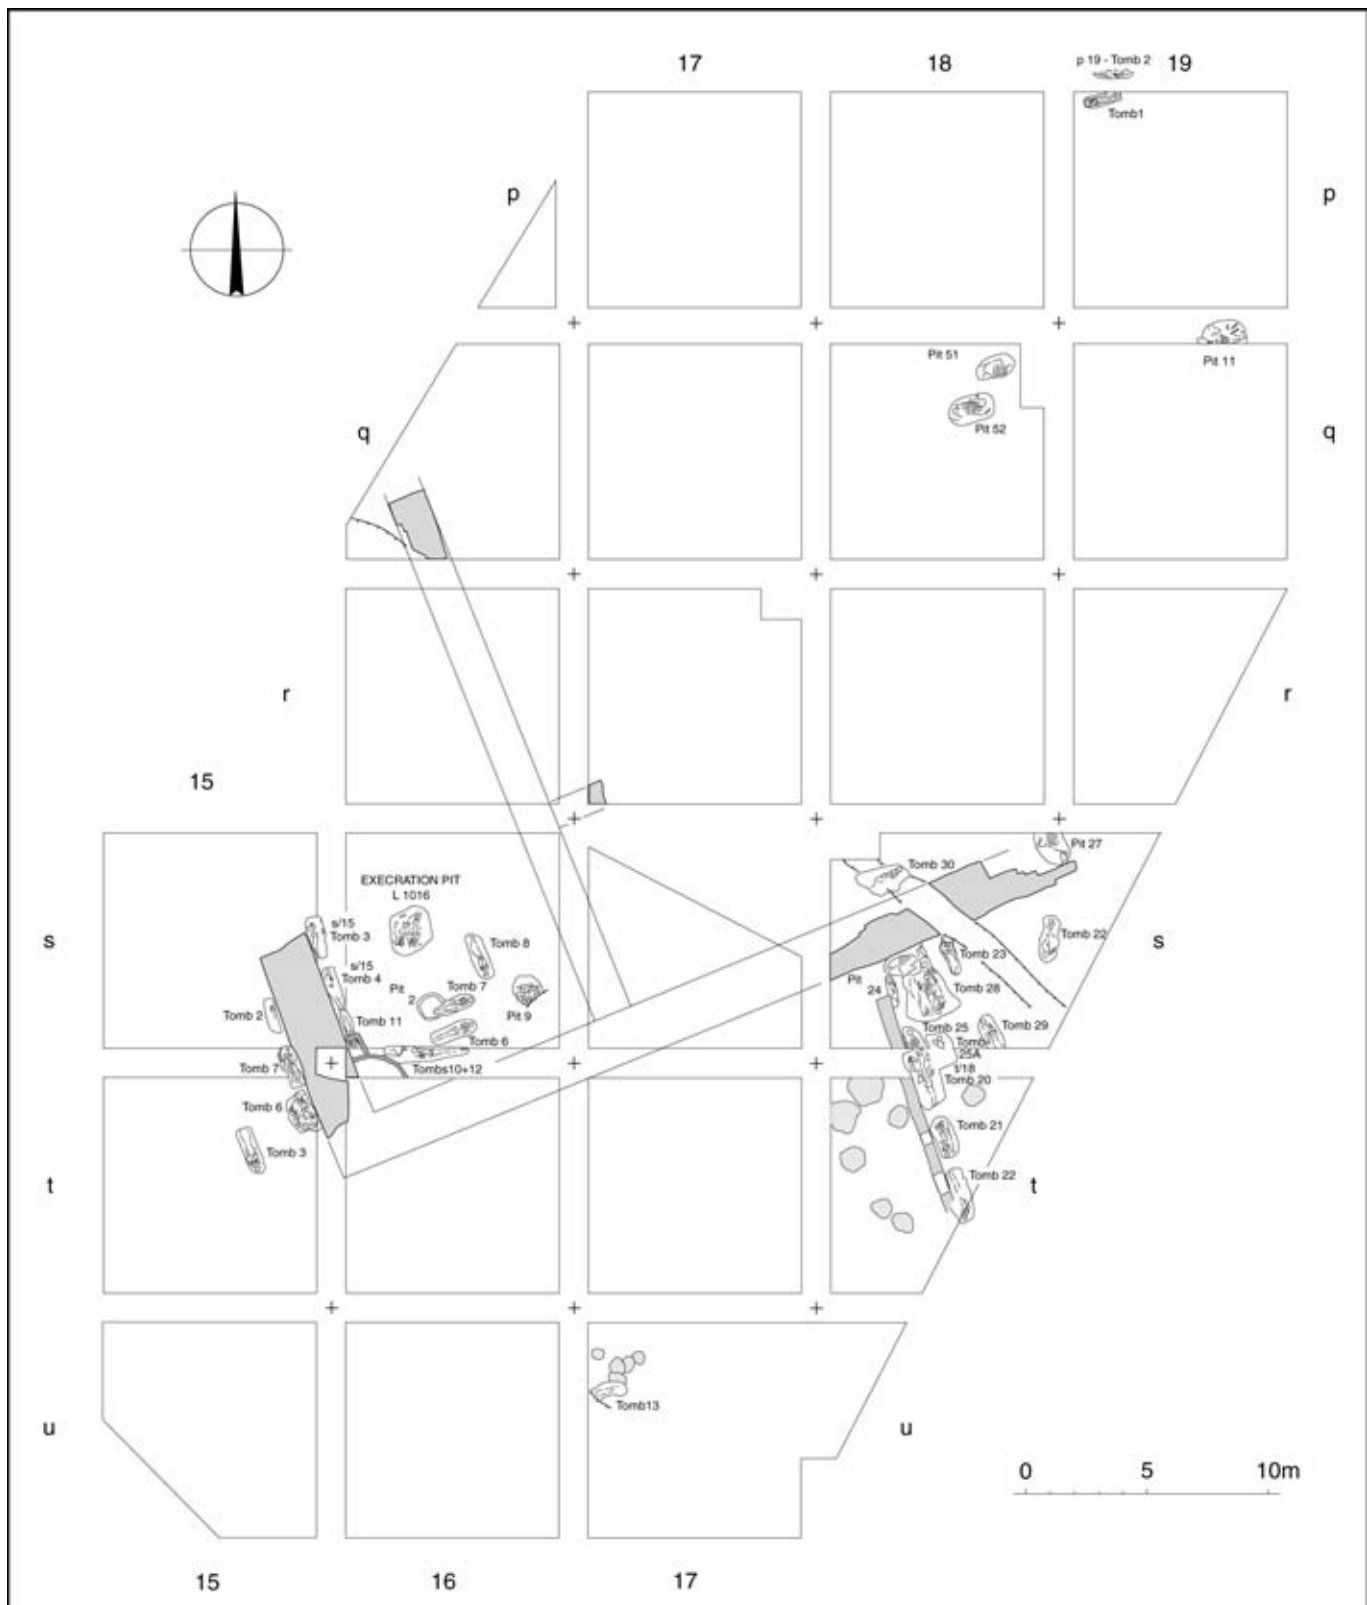 17
18
p 19 - Tomb 2
19
Tomb1
p
p
Pit 51
Pit 11
Pit 52
q
q
r
r
15
EXECRATION PIT
L 1016
Tomb 30
Pit 27
s
s/15
Tomb 3
Tomb 8
Tomb 22
s
Tomb 23
s/15
Tomb 4
Pit
2
Tomb 7
Pit 9
Pit
24
Tomb 28
Tomb 2
Tomb 11
Tomb 6
Tomb 25
Tomb 29
Tomb
25A
Tomb 7
Tombs10+12
t/18
Tomb 20
Tomb 6
Tomb 21
Tomb 3
Tomb 22
t
t
Tomb13
u
u
0
5
10m
15
16
17